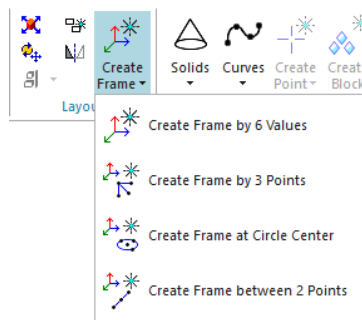 Create Frame
Solids
Curves
Create Point
Creat Block
Layou
Create Frame by 6 Values
Create Frame by 3 Points
Create Frame at Circle Center
Create Frame between 2 Points